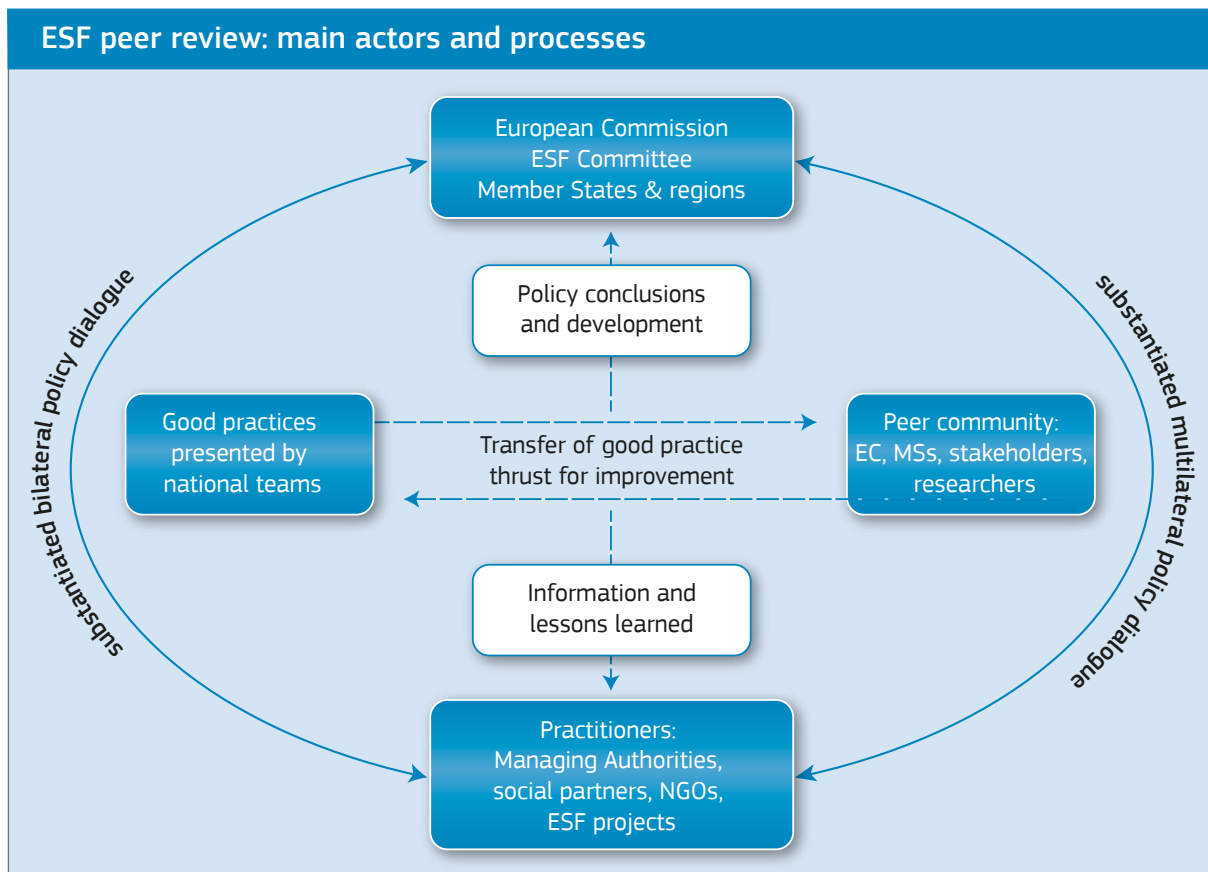 ESF peer review: main actors and processes
European Commission
ESF Committee
Member States & regions
substantiated bilateral policy dialogue
substantiated multilateral policy dialogue
Policy conclusions
and development
Good practices
presented by
national teams
Transfer of good practice
thrust for improvement
Peer community:
EC, MSs, stakeholders,
researchers
Information and
lessons learned
Practitioners:
Managing Authorities,
social partners, NGOs,
ESF projects